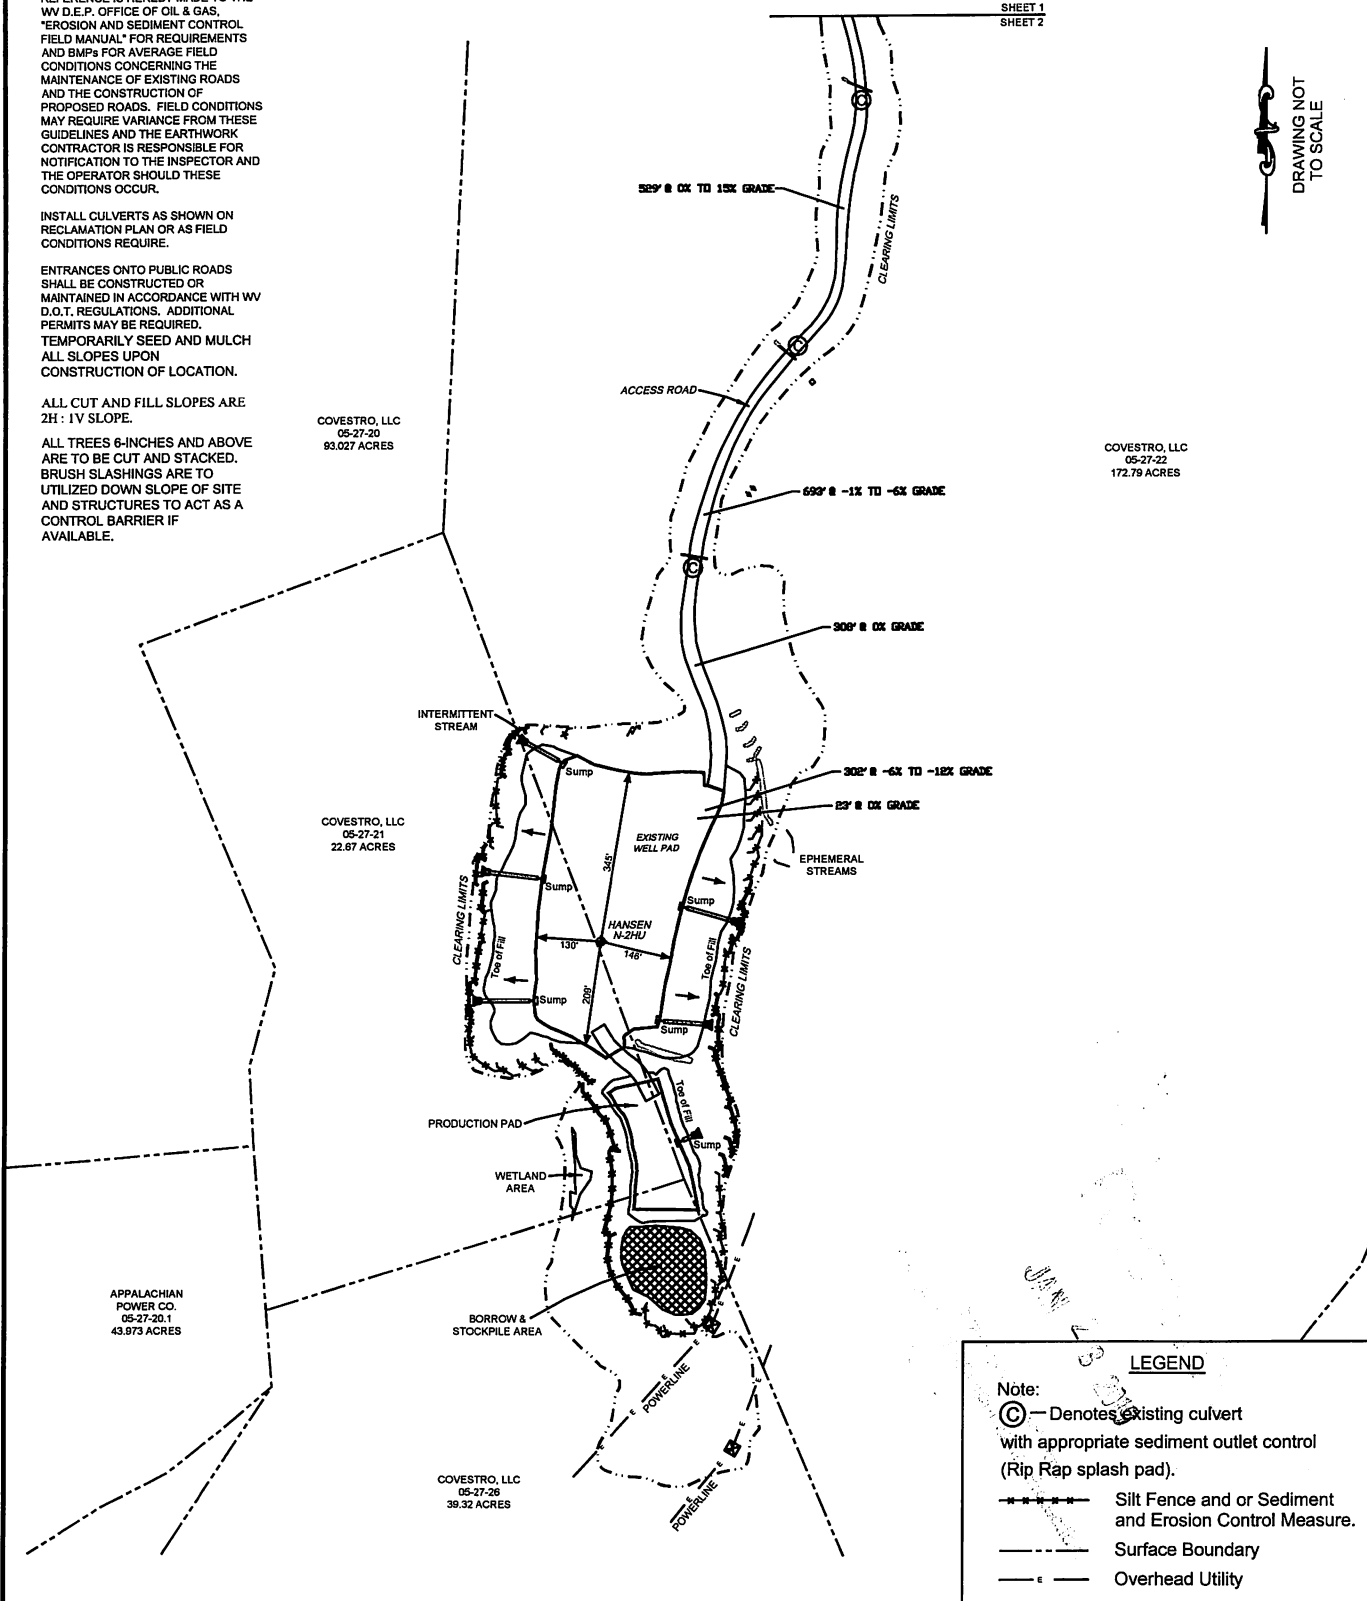 REFERENCE IS HEREBY MADE TO THE
WV D.E.P. OFFICE OF OIL & GAS,
"EROSION AND SEDIMENT CONTROL
FIELD MANUAL" FOR REQUIREMENTS
AND BMPs FOR AVERAGE FIELD
CONDITIONS CONCERNING THE
MAINTENANCE OF EXISTING ROADS
AND THE CONSTRUCTION OF
PROPOSED ROADS. FIELD CONDITIONS
MAY REQUIRE VARIANCE FROM THESE
GUIDELINES AND THE EARTHWORK
CONTRACTOR IS RESPONSIBLE FOR
NOTIFICATION TO THE INSPECTOR AND
THE OPERATOR SHOULD THESE
CONDITIONS OCCUR.
INSTALL CULVERTS AS SHOWN ON
RECLAMATION PLAN OR AS FIELD
CONDITIONS REQUIRE.
ENTRANCES ONTO PUBLIC ROADS
SHALL BE CONSTRUCTED OR
MAINTAINED IN ACCORDANCE WITH WV
D.O.T. REGULATIONS. ADDITIONAL
PERMITS MAY BE REQUIRED.
TEMPORARILY SEED AND MULCH
ALL SLOPES UPON
CONSTRUCTION OF LOCATION.
ALL CUT AND FILL SLOPES ARE
2H : 1V SLOPE.
ALL TREES 6-INCHES AND ABOVE
ARE TO BE CUT AND STACKED.
BRUSH SLASHINGS ARE TO
UTILIZED DOWN SLOPE OF SITE
AND STRUCTURES TO ACT AS A
CONTROL BARRIER IF
AVAILABLE.
SHEET 1
SHEET 2
DRAWING NOT
TO SCALE
C
529' @ 0% TO 15% GRADE
CLEARING LIMITS
C
ACCESS ROAD
COVESTRO, LLC
05-27-20
93.027 ACRES
COVESTRO, LLC
05-27-22
172.79 ACRES
693' @ -1% TO -6% GRADE
C
308' @ 0% GRADE
INTERMITTENT
STREAM
Sump
302' @ -6% TO -12% GRADE
23' @ 0% GRADE
COVESTRO, LLC
05-27-21
22.67 ACRES
EXISTING
WELL PAD
345'
EPHEMERAL
STREAMS
Sump
Sump
CLEARING LIMITS
HANSEN
N-2HU
130'
146'
Toe of Fill
Toe of Fill
209'
Sump
Sump
CLEARING LIMITS
PRODUCTION PAD
Toe of Fill
Sump
WETLAND
AREA
E
E
APPALACHIAN
POWER CO.
05-27-20.1
43.973 ACRES
BORROW &
STOCKPILE AREA
E
E
POWERLINE
E
E
E
E
E
E
POWERLINE
COVESTRO, LLC
05-27-26
39.32 ACRES
LEGEND
Note:
C – Denotes existing culvert
with appropriate sediment outlet control
(Rip Rap splash pad).
Silt Fence and or Sediment
and Erosion Control Measure.
Surface Boundary
E Overhead Utility